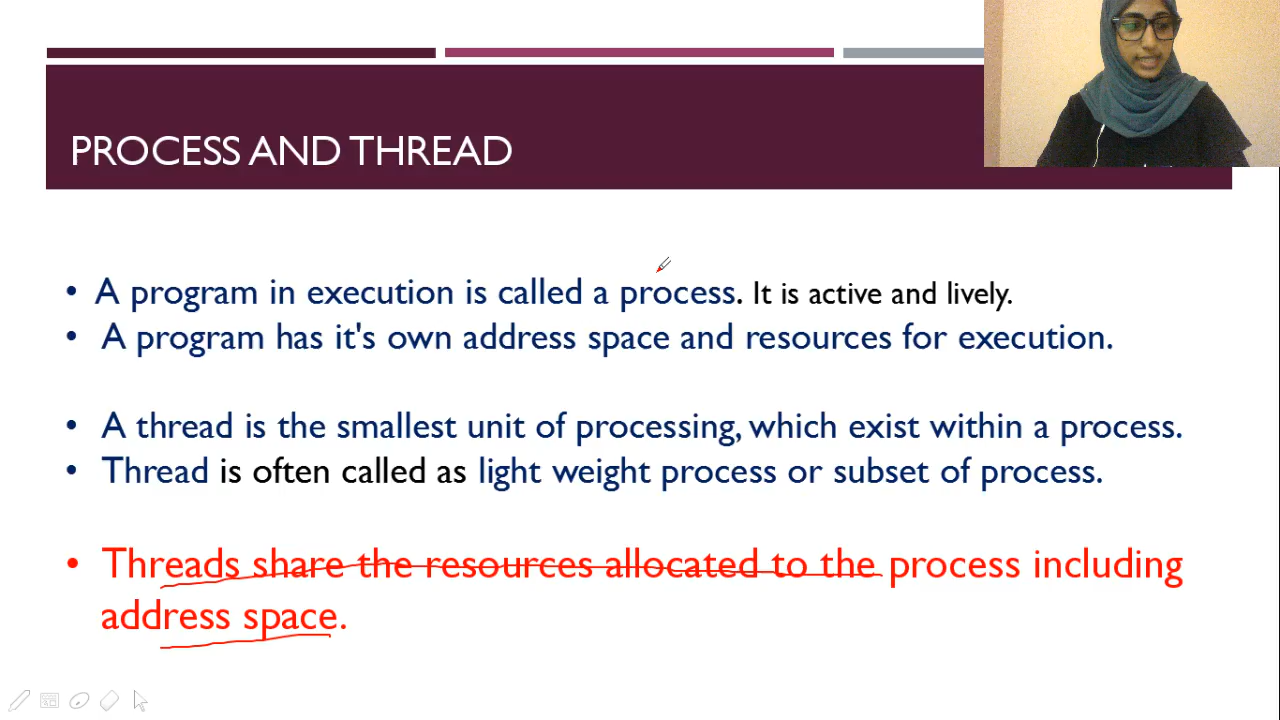 PROCESS AND THREAD
• A program in execution is called a process. It is active and lively.
• A program has it's own address space and resources for execution.
• A thread is the smallest unit of processing, which exist within a process.
• Thread is often called as light weight process or subset of process.
• Threads share the resources allocated to the process including
address space.